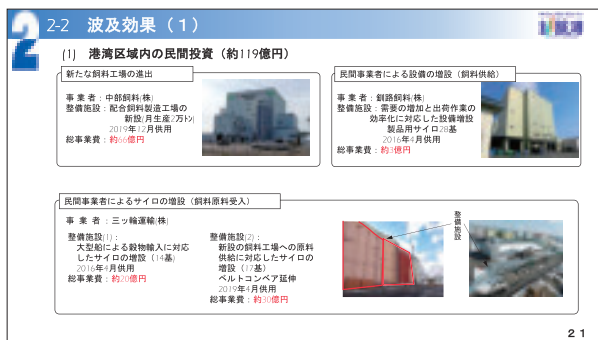 2
2-2 波及効果（1）
(1) 港湾区域内の民間投資（約119億円）
新たな飼料工場の進出
事 業 者：中部飼料(株)
整備施設：配合飼料製造工場の
新設(月生産2万トン)
2019年12月供用
総事業費：約66億円
民間事業者による設備の増設（飼料供給）
事 業 者：釧路飼料(株)
整備施設：需要の増加と出荷作業の
効率化に対応した設備増設
製品用サイロ28基
2016年4月供用
総事業費：約3億円
民間事業者によるサイロの増設（飼料原料受入）
事 業 者：三ッ輪運輸(株)
整備施設(1)：
大型船による穀物輸入に対応
したサイロの増設（14基）
2016年4月供用
総事業費：約20億円
整備施設(2)：
新設の飼料工場への原料
供給に対応したサイロの
増設（17基）
ベルトコンベア延伸
2019年4月供用
総事業費：約30億円
整備施設
21